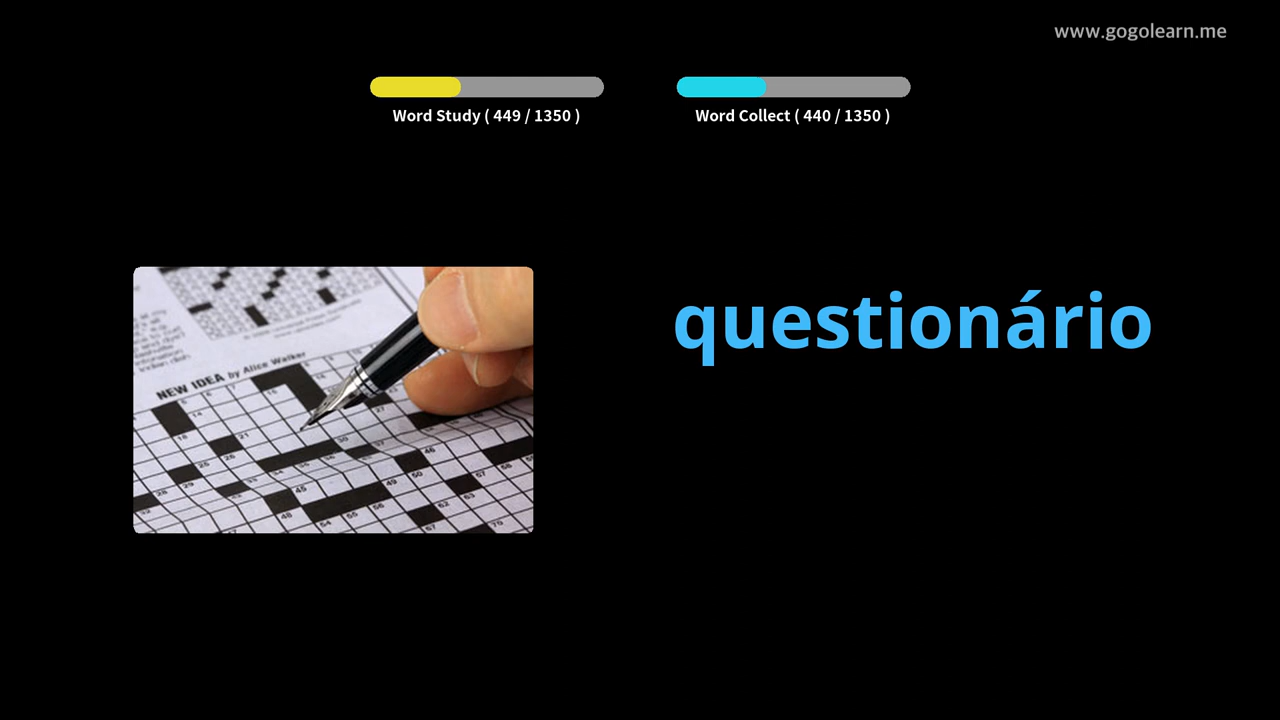 www.gogolearn.me
Word Study ( 449 / 1350 )
Word Collect ( 440 / 1350 )
questionário
NEW IDEA by Alice Walker